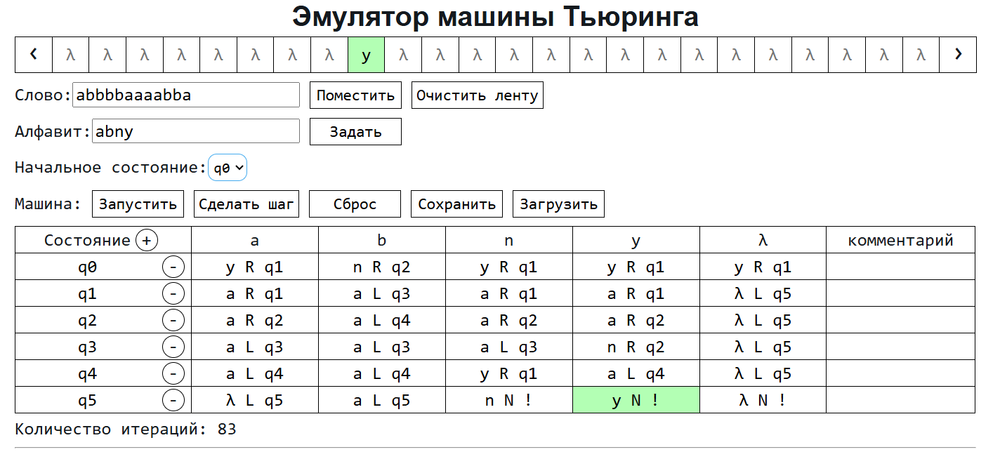 Эмулятор машины Тьюринга
< λ λ λ λ λ λ λ λ y λ λ λ λ λ λ λ λ λ λ λ λ λ λ λ >
Слово: abbbbaaaabba Поместить Очистить ленту
Алфавит: abny Задать
Начальное состояние: q0
Машина: Запустить Сделать шаг Сброс Сохранить Загрузить
Состояние + a b n y λ комментарий
q0 - y R q1 n R q2 y R q1 y R q1 y R q1
q1 - a R q1 a L q3 a R q1 a R q1 λ L q5
q2 - a R q2 a L q4 a R q2 a R q2 λ L q5
q3 - a L q3 a L q3 a L q3 n R q2 λ L q5
q4 - a L q4 a L q4 y R q1 a L q4 λ L q5
q5 - λ L q5 a L q5 n N ! y N ! λ N !
Количество итераций: 83